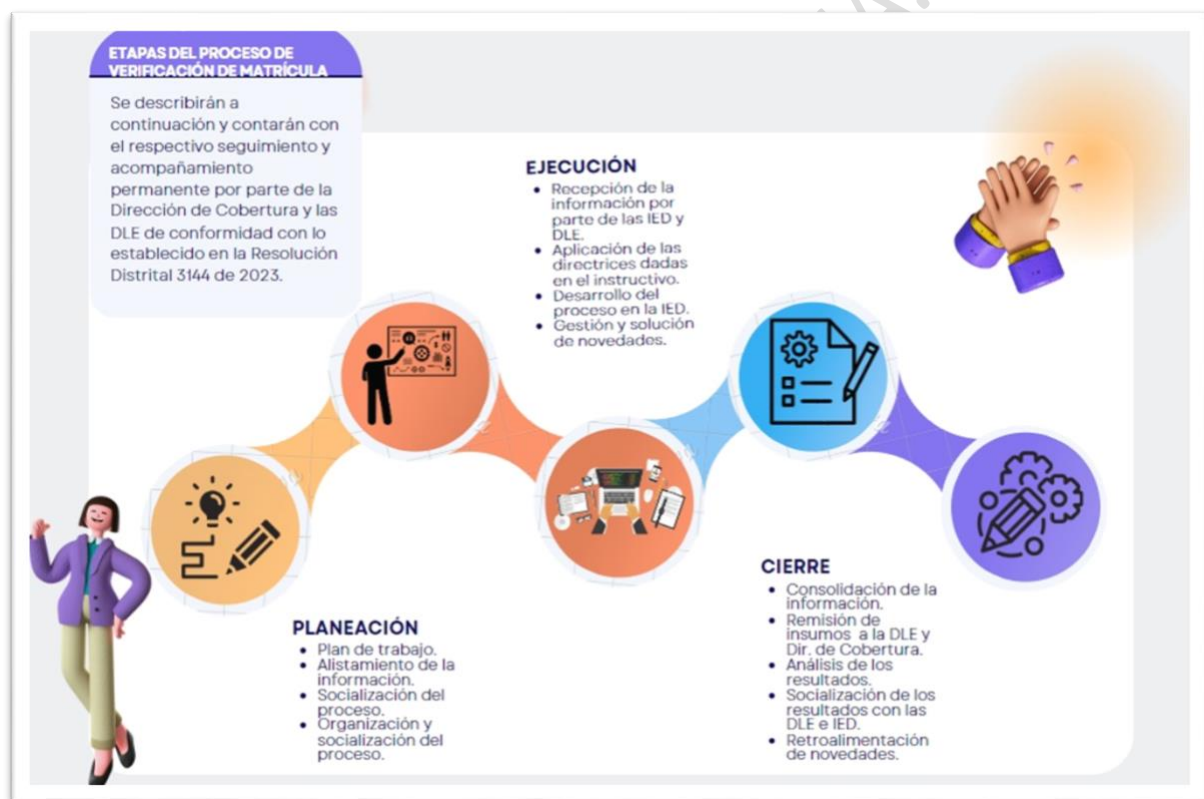 ETAPAS DEL PROCESO DE
VERIFICACIÓN DE MATRÍCULA
Se describirán a
continuación y contarán con
el respectivo seguimiento y
acompañamiento
permanente por parte de la
Dirección de Cobertura y las
DLE de conformidad con lo
establecido en la Resolución
Distrital 3144 de 2023.
EJECUCIÓN
• Recepción de la
información por
parte de las IED y
DLE.
• Aplicación de las
directrices dadas
en el instructivo.
• Desarrollo del
proceso en la IED.
• Gestión y solución
de novedades.
PLANEACIÓN
• Plan de trabajo.
• Alistamiento de la
información.
• Socialización del
proceso.
• Organización y
socialización del
proceso.
CIERRE
• Consolidación de la
información.
• Remisión de
insumos a la DLE y
Dir. de Cobertura.
• Análisis de los
resultados.
• Socialización de los
resultados con las
DLE e IED.
• Retroalimentación
de novedades.